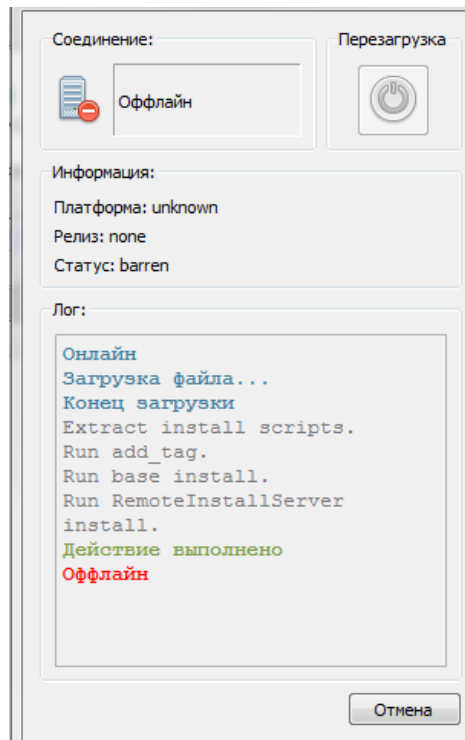 Соединение:
Перезагрузка
Оффлайн
Информация:
Платформа: unknown
Релиз: none
Статус: barren
Лог:
Онлайн
Загрузка файла...
Конец загрузки
Extract install scripts.
Run add_tag.
Run base install.
Run RemoteInstallServer
install.
Действие выполнено
Оффлайн
Отмена